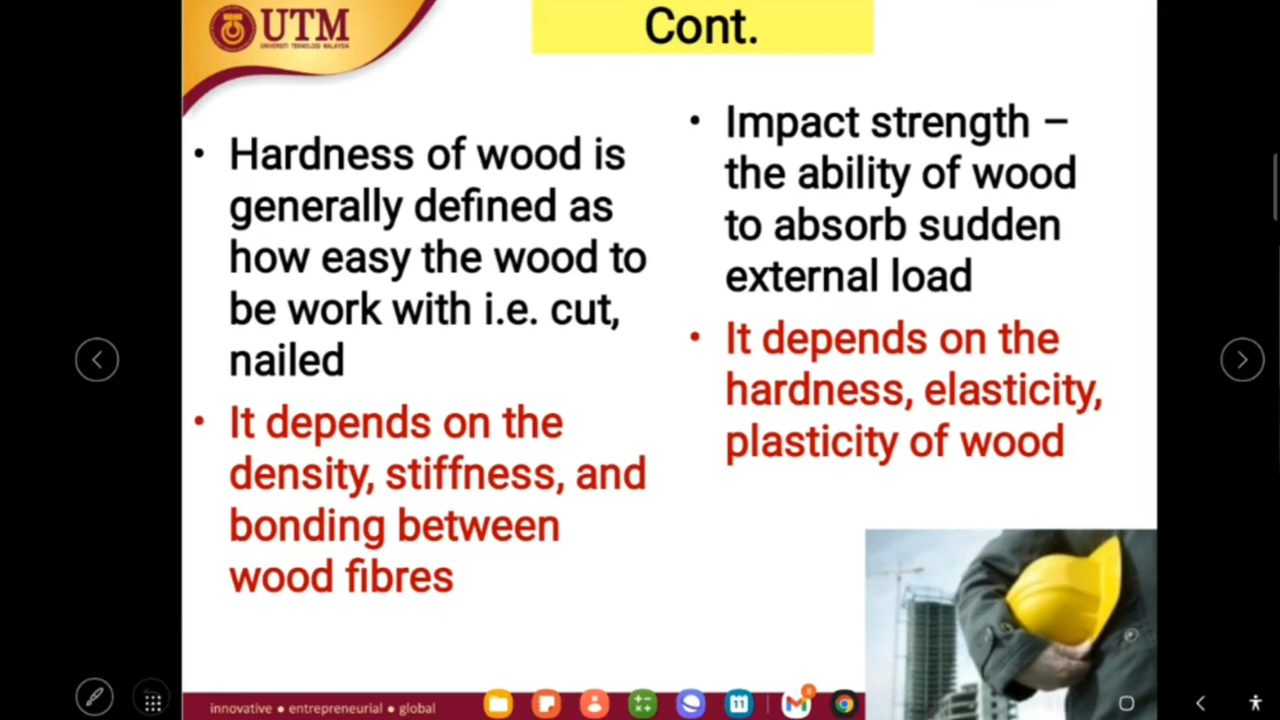 UTM
UNIVERSITI TEKNOLOGI MALAYSIA
Cont.
• Hardness of wood is
generally defined as
how easy the wood to
be work with i.e. cut,
nailed
• It depends on the
density, stiffness, and
bonding between
wood fibres
• Impact strength –
the ability of wood
to absorb sudden
external load
• It depends on the
hardness, elasticity,
plasticity of wood
innovative ● entrepreneurial ● global
11